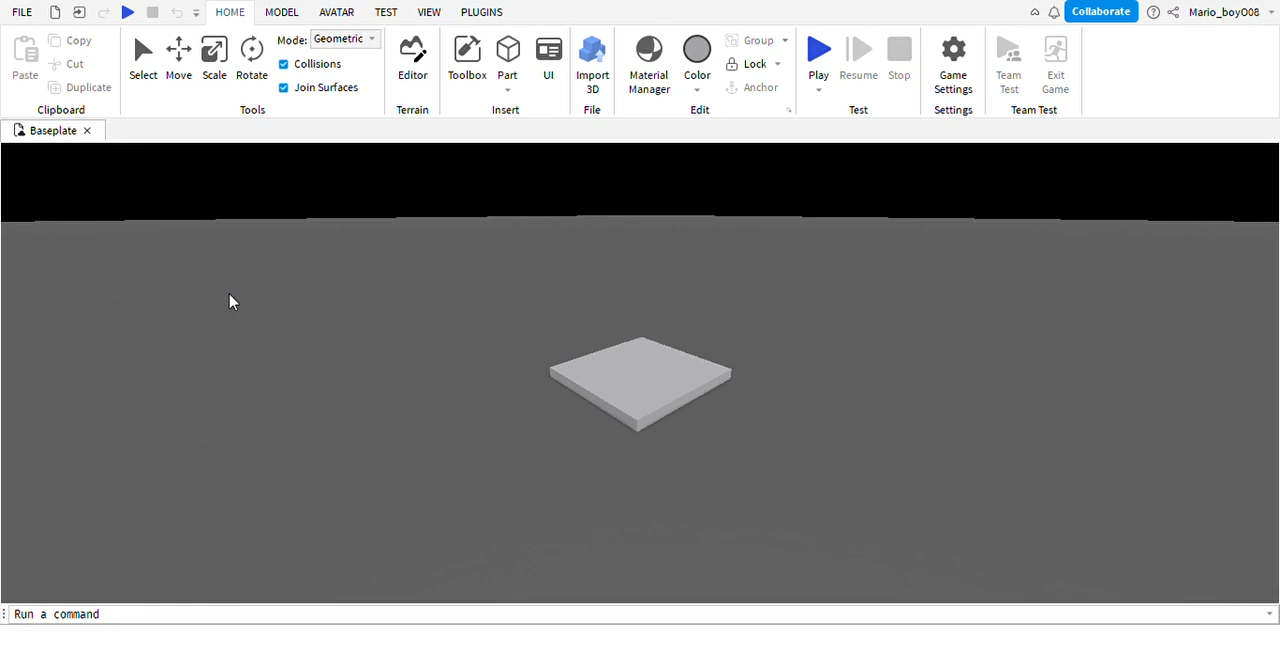 FILE HOME MODEL AVATAR TEST VIEW PLUGINS Collaborate Mario_boy008
Mode: Geometric Copy Group
Collisions Cut Lock
Paste Select Move Scale Rotate Editor Toolbox Part UI Import 3D Material Manager Color Play Resume Stop Game Settings Team Test Exit Game
Join Surfaces Duplicate Anchor
Clipboard Tools Terrain Insert File Edit Test Settings Team Test
Baseplate
Run a command